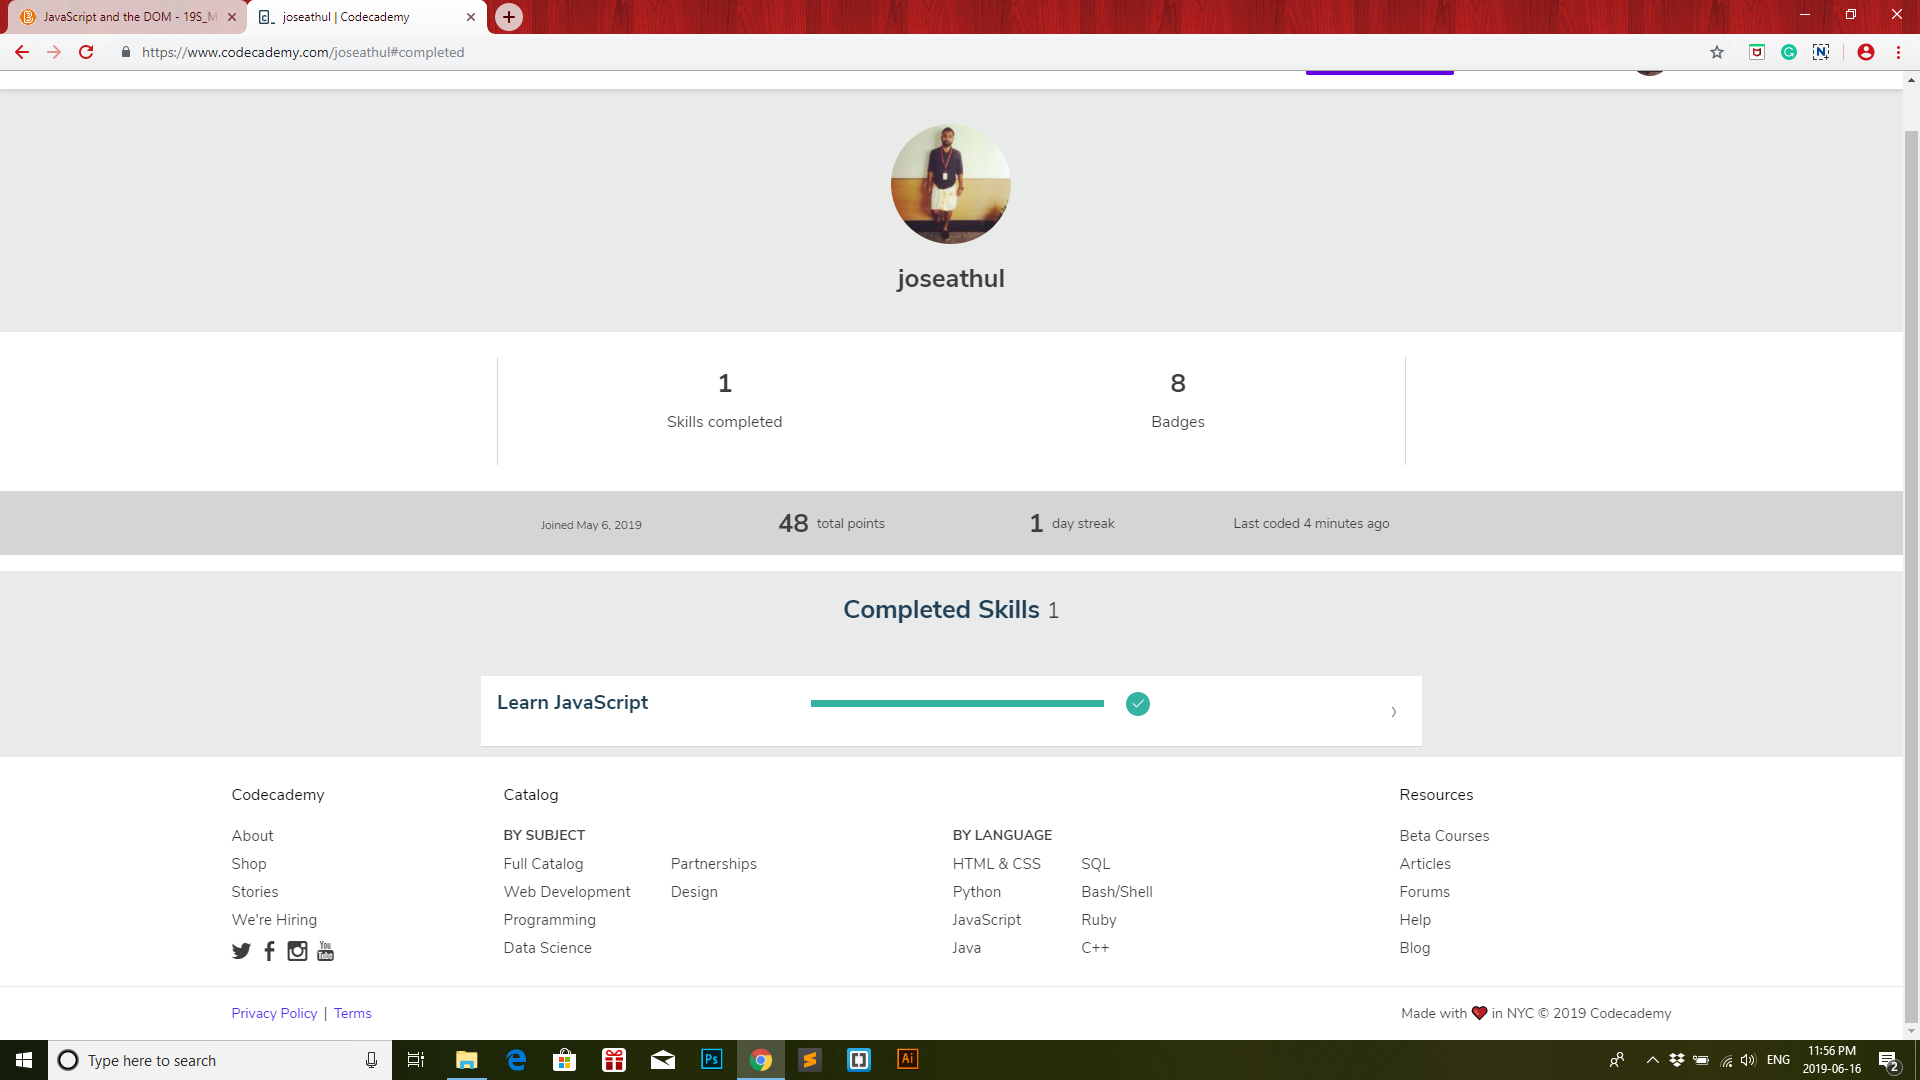 JavaScript and the DOM - 19S_M
joseathul | Codecademy
https://www.codecademy.com/joseathul#completed
joseathul
1
Skills completed
8
Badges
Joined May 6, 2019
48 total points
1 day streak
Last coded 4 minutes ago
Completed Skills 1
Learn JavaScript
Codecademy
About
Shop
Stories
We're Hiring
You
Tube
Catalog
BY SUBJECT
Full Catalog
Web Development
Programming
Data Science
Partnerships
Design
BY LANGUAGE
HTML & CSS
Python
JavaScript
Java
SQL
Bash/Shell
Ruby
C++
Resources
Beta Courses
Articles
Forums
Help
Blog
Privacy Policy | Terms
Made with ❤ in NYC © 2019 Codecademy
Type here to search
Ps
Ai
ENG
11:56 PM
2019-06-16
2